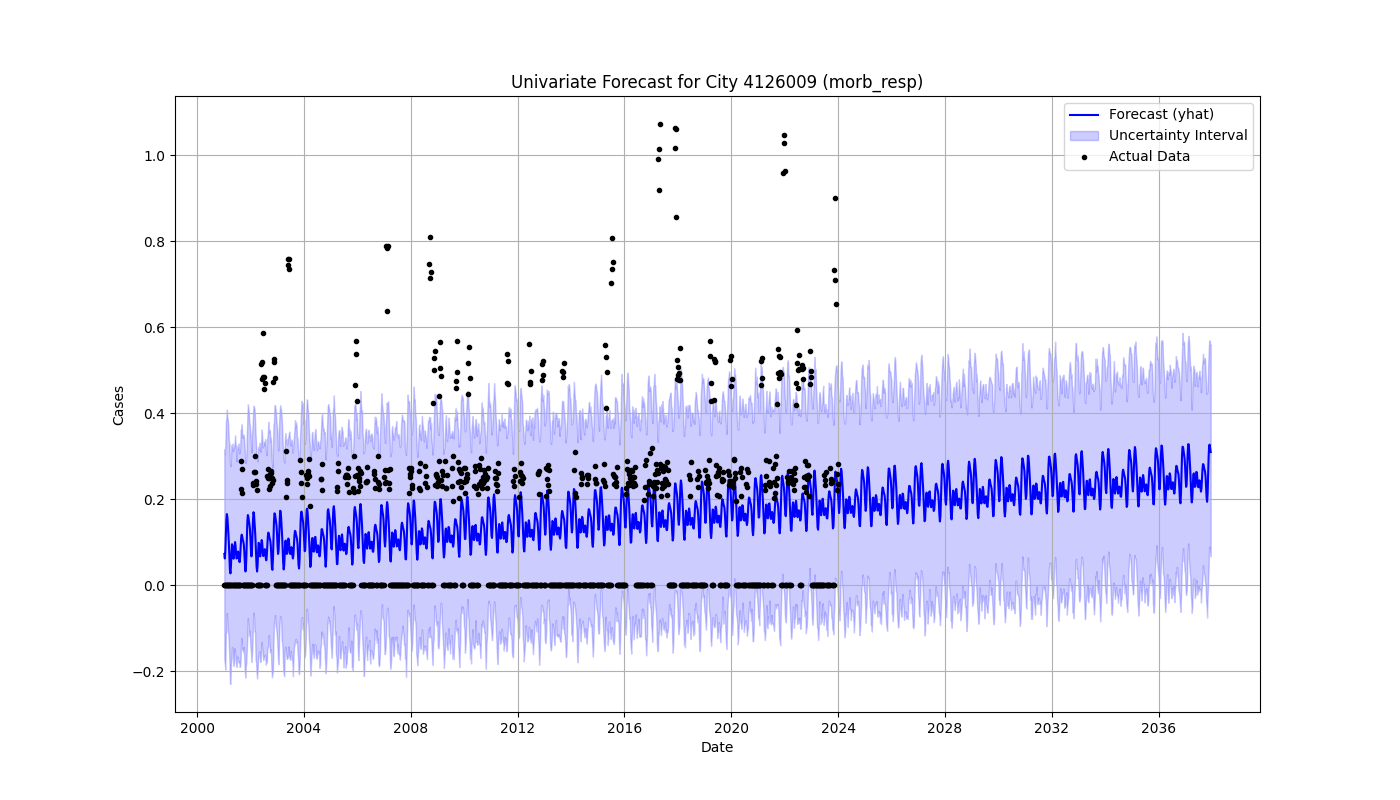 Univariate Forecast for City 4126009 (morb_resp)
Forecast (yhat)
Uncertainty Interval
Actual Data
Cases
1.0
0.8
0.6
0.4
0.2
0.0
−0.2
2000 2004 2008 2012 2016 2020 2024 2028 2032 2036
Date